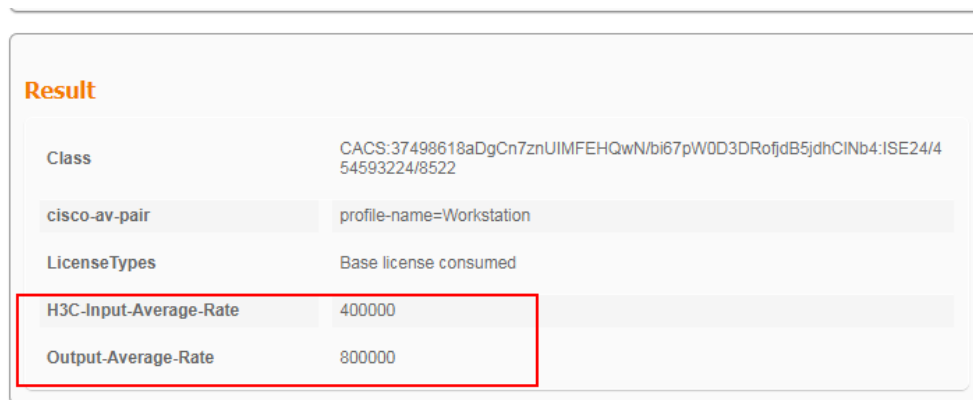 Result
Class CACS:37498618aDgCn7znUIMFEHQwN/bi67pW0D3DRofjdB5jdhCINb4:ISE24/4
54593224/8522
cisco-av-pair profile-name=Workstation
LicenseTypes Base license consumed
H3C-Input-Average-Rate 400000
Output-Average-Rate 800000